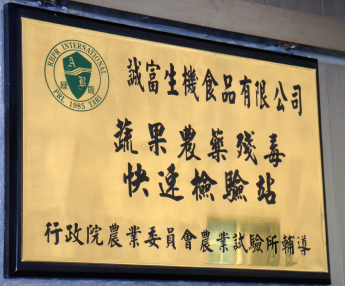 RBPR INTERNATIONAL
PRL 1985 TARI
誠富生機食品有限公司
蔬果農藥殘毒
快速檢驗站
行政院農業委員會農業試驗所輔導